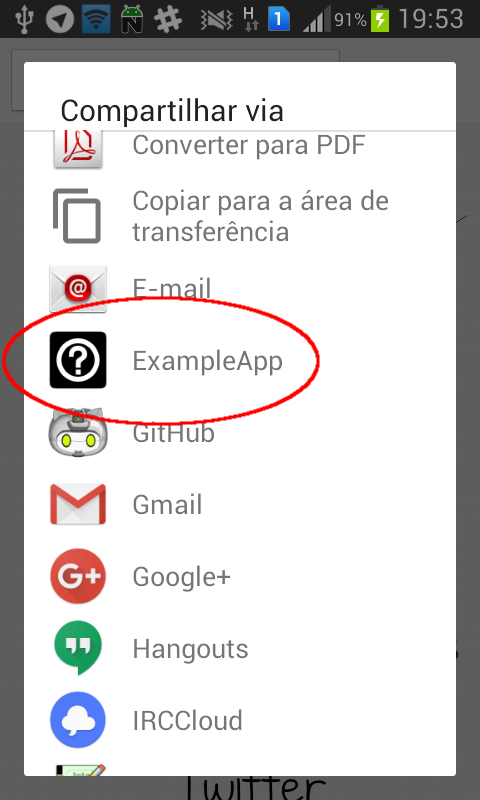 H
1
91%
19:53
Compartilhar via
Converter para PDF
Copiar para a área de
transferência
@
E-mail
?
ExampleApp
GitHub
M
Gmail
G+
Google+
Hangouts
IRCCloud
Twitter